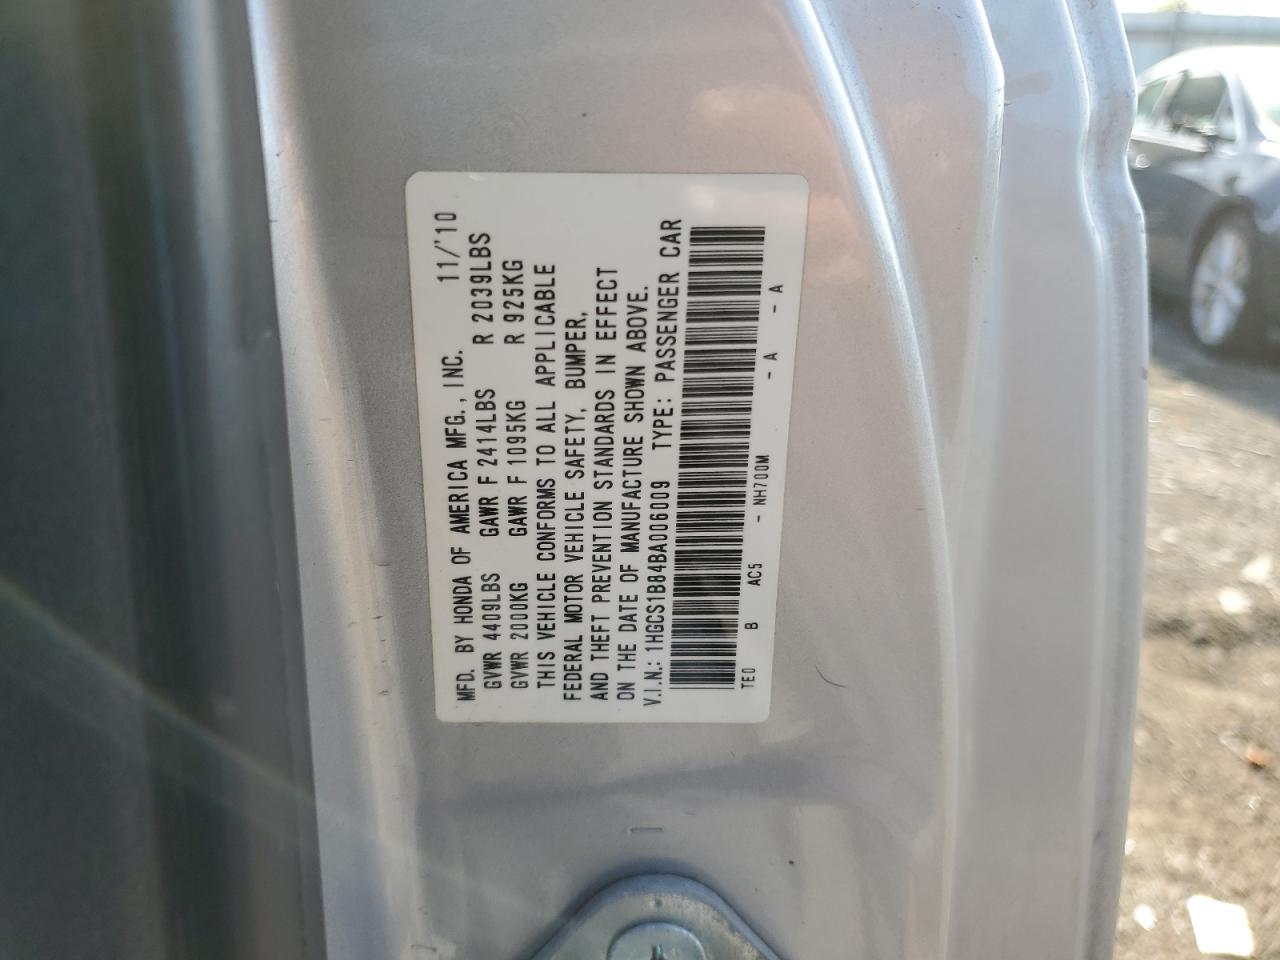 MFD. BY HONDA OF AMERICA MFG., INC. 11/'10
GVWR 4409LBS GAWR F 2414LBS R 2039LBS
GVWR 2000KG GAWR F 1095KG R 925KG
THIS VEHICLE CONFORMS TO ALL APPLICABLE
FEDERAL MOTOR VEHICLE SAFETY, BUMPER,
AND THEFT PREVENTION STANDARDS IN EFFECT
ON THE DATE OF MANUFACTURE SHOWN ABOVE.
V.I.N.: 1HGCS1B84BA006009 TYPE: PASSENGER CAR
TE0 B AC5 - NH700M - A - A